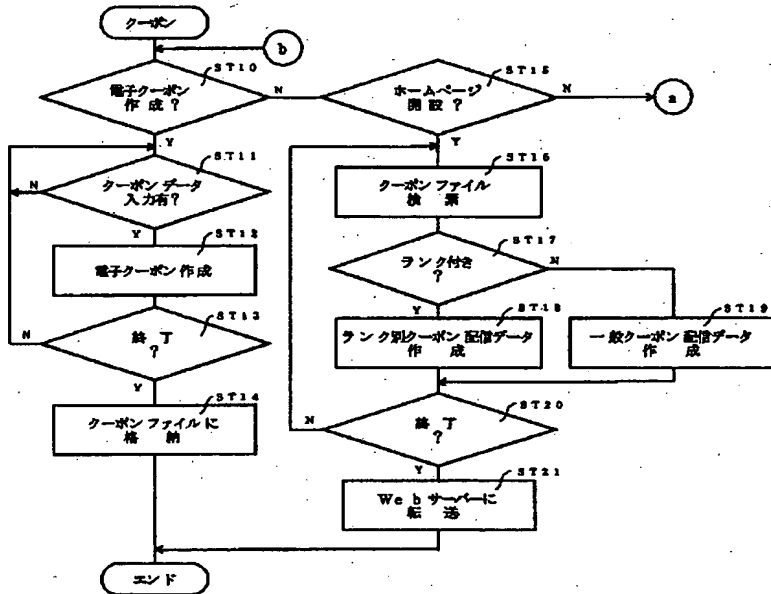 クーポン
b
ST10
電子クーポン
作成?
N
Y
ST15
ホームページ
開設?
N
a
Y
ST11
クーポンデータ
入力有?
N
Y
ST12
電子クーポン作成
ST13
終了
?
N
Y
ST14
クーポンファイルに
格納
ST16
クーポンファイル
検索
ST17
ランク付き
?
N
Y
ST18
ランク別クーポン配信データ
作成
ST19
一般クーポン配信データ
作成
ST20
終了
?
N
Y
ST21
Webサーバーに
転送
エンド